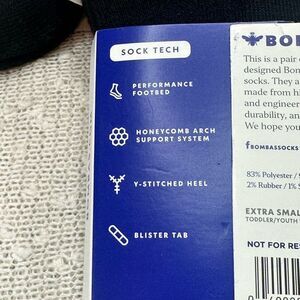 SOCK TECH
PERFORMANCE
FOOTBED
HONEYCOMB ARCH
SUPPORT SYSTEM
Y-STITCHED HEEL
BLISTER TAB
BOM
This is a pair
designed Bom
socks. They a
made from hi
and engineer
durability, an
We hope you
BOMBASSOCKS
83% Polyester /
2% Rubber / 1%
EXTRA SMAL
TODDLER/YOUTH
NOT FOR RES